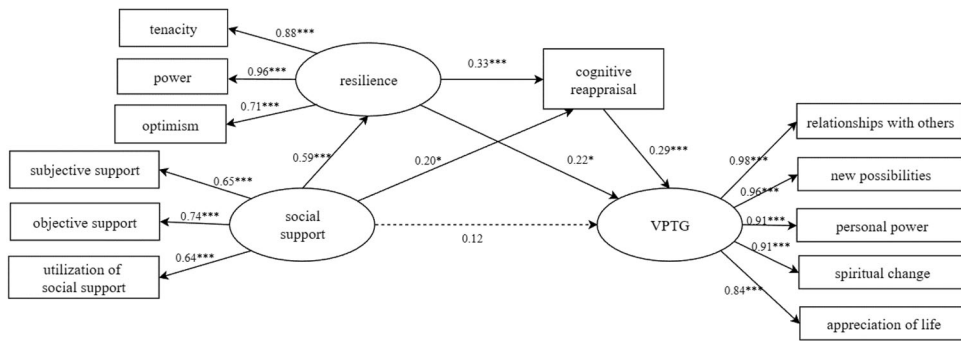 tenacity
0.88***
power
0.96***
resilience
0.33***
cognitive
reappraisal
optimism
0.71***
relationships with others
subjective support
0.65***
0.59***
0.20*
0.22*
0.29***
0.98***
new possibilities
0.96***
objective support
0.74***
social
support
0.12
VPTG
0.91***
personal power
utilization of
social support
0.64***
0.91***
spiritual change
0.84***
appreciation of life